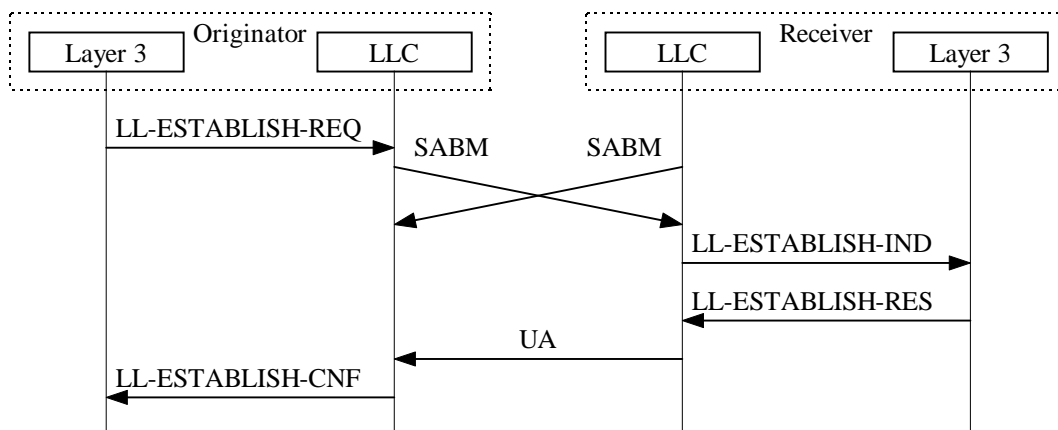 Originator
Receiver
Layer 3
LLC
LLC
Layer 3
LL-ESTABLISH-REQ
SABM
SABM
LL-ESTABLISH-IND
LL-ESTABLISH-RES
UA
LL-ESTABLISH-CNF